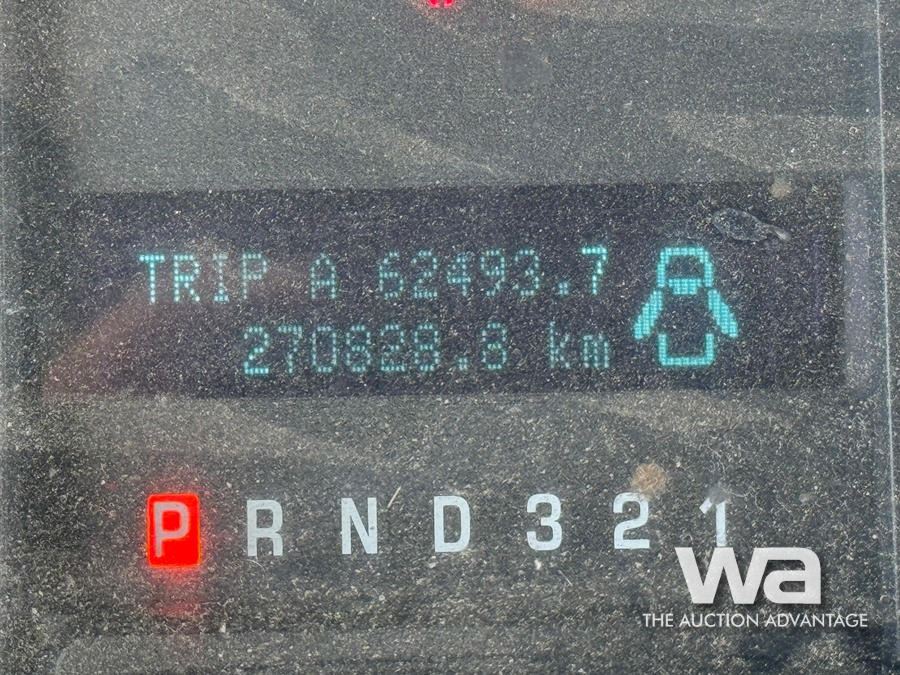 TRIP A 62493.7
270828.8 km
P R N D 3 2 1
wa
THE AUCTION ADVANTAGE